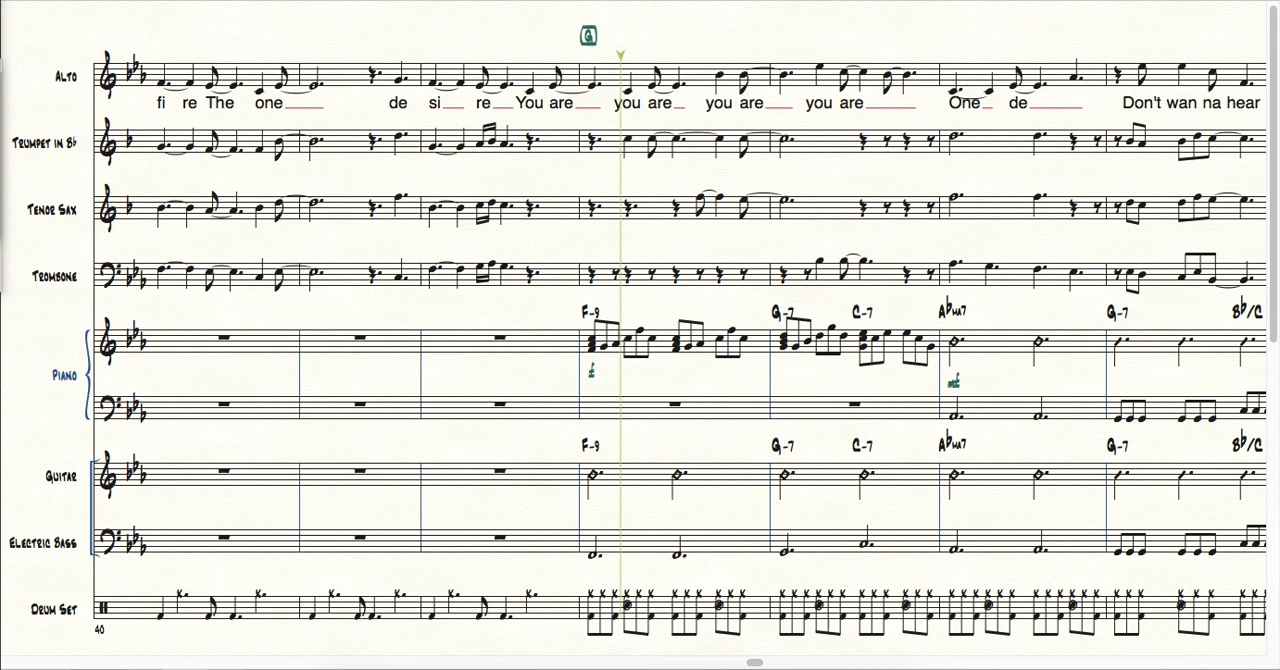 G
Alto
fi re The one de si re You are you are you are you are One de Don't wan na hear
Trumpet in B♭
Tenor Sax
Trombone
F-9 G-7 C-7 A♭MA7 G-7 B♭/C
Piano
f
mf
F-9 G-7 C-7 A♭MA7 G-7 B♭/C
Guitar
Electric Bass
Drum Set
40